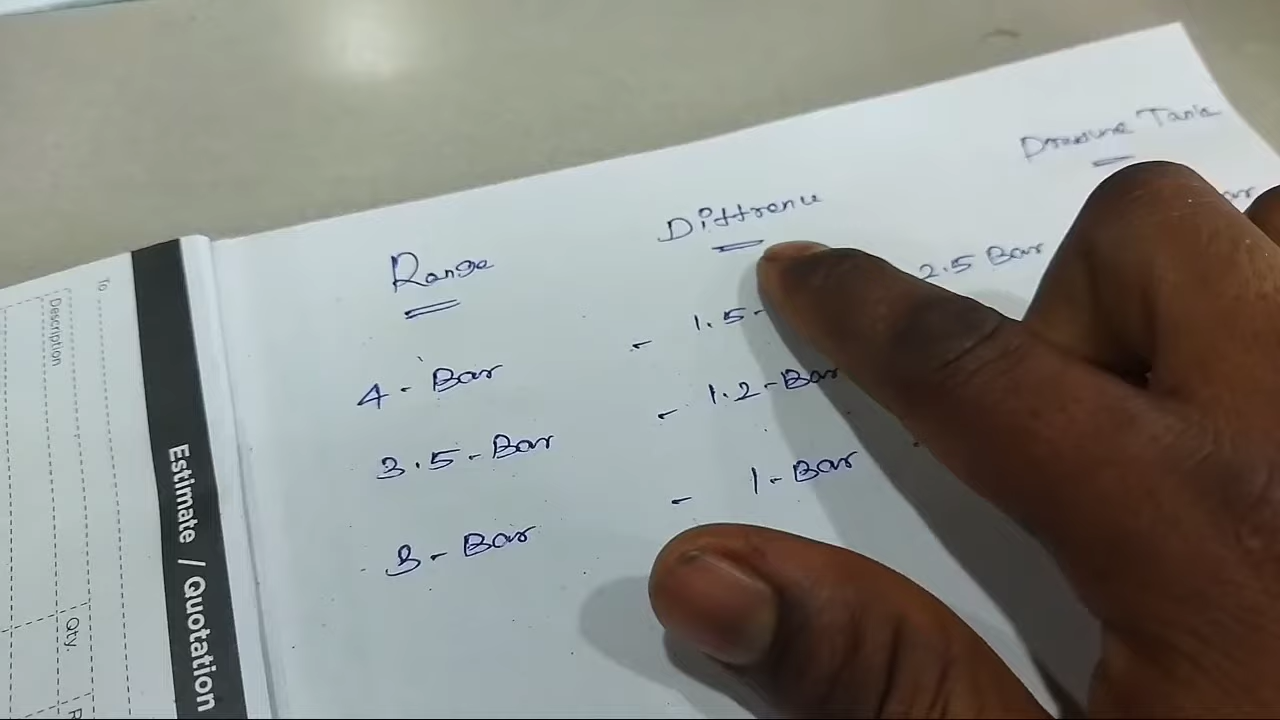 Pressure Tank
Diffrence
Range
2.5 Bar
1.5-
4 - Bar
- 1.2-Bar
3.5-Bar
- 1-Bar
3- Bar
To
Description
Qty
Estimate / Quotation